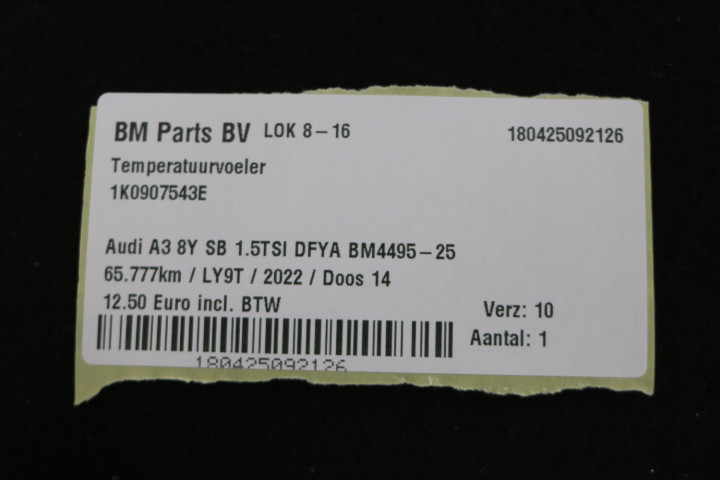 BM Parts BV LOK 8-16 180425092126
Temperatuurvoeler
1K0907543E
Audi A3 8Y SB 1.5TSI DFYA BM4495-25
65.777km / LY9T / 2022 / Doos 14
12.50 Euro incl. BTW Verz: 10
Aantal: 1
180425092126